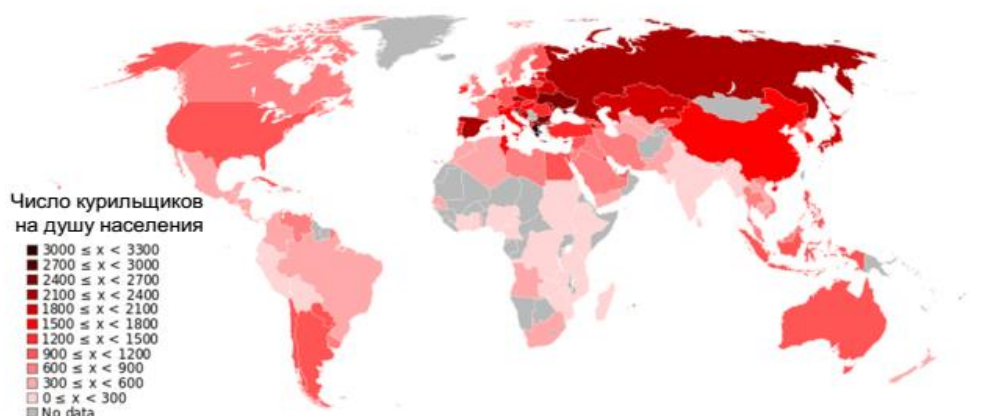 Число курильщиков
на душу населения
3000 ≤ x < 3300
2700 ≤ x < 3000
2400 ≤ x < 2700
2100 ≤ x < 2400
1800 ≤ x < 2100
1500 ≤ x < 1800
1200 ≤ x < 1500
900 ≤ x < 1200
600 ≤ x < 900
300 ≤ x < 600
0 ≤ x < 300
No data